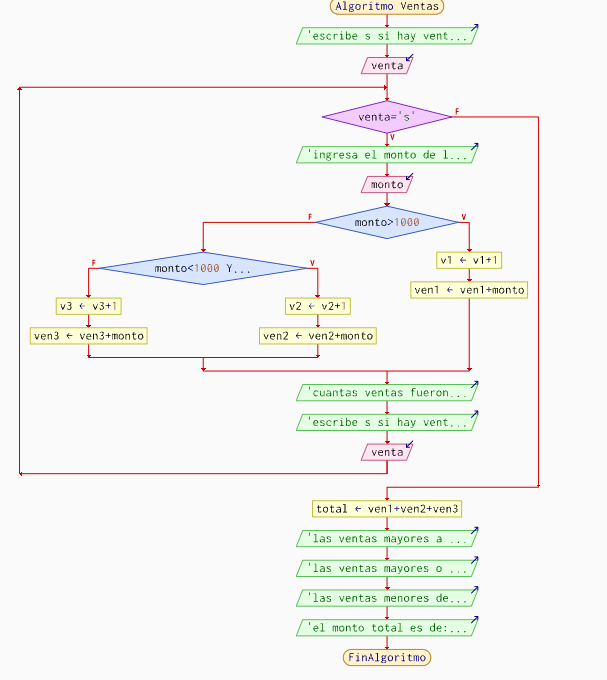 Algoritmo Ventas
'escribe s si hay vent...
venta
venta='s'
F
V
'ingresa el monto de l...
monto
monto>1000
F
V
monto<1000 Y...
F
V
v1 ← v1+1
ven1 ← ven1+monto
v3 ← v3+1
v2 ← v2+1
ven3 ← ven3+monto
ven2 ← ven2+monto
'cuantas ventas fueron...
'escribe s si hay vent...
venta
total ← ven1+ven2+ven3
'las ventas mayores a ...
'las ventas mayores o ...
'las ventas menores de...
'el monto total es de:...
FinAlgoritmo